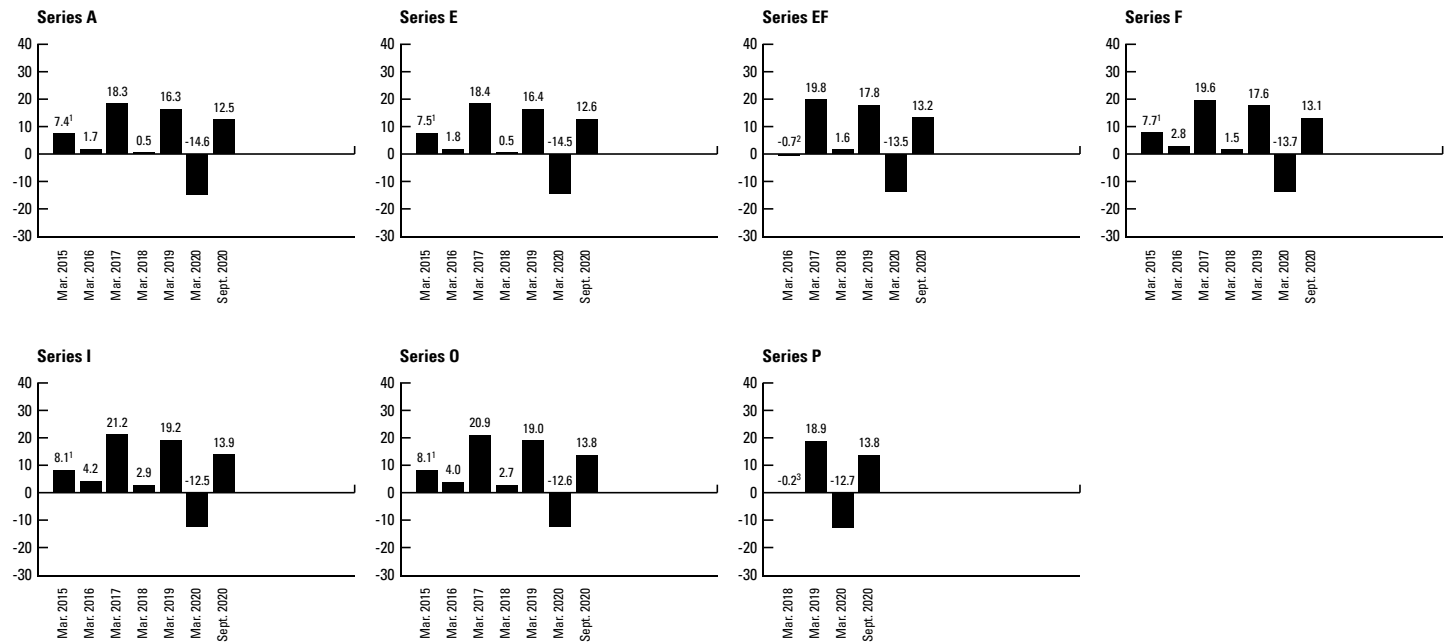 Series A
40
30
20
10
0
-10
-20
-30
7.4¹
1.7
18.3
0.5
16.3
-14.6
12.5
Mar. 2015
Mar. 2016
Mar. 2017
Mar. 2018
Mar. 2019
Mar. 2020
Sept. 2020
Series E
40
30
20
10
0
-10
-20
-30
7.5¹
1.8
18.4
0.5
16.4
-14.5
12.6
Mar. 2015
Mar. 2016
Mar. 2017
Mar. 2018
Mar. 2019
Mar. 2020
Sept. 2020
Series EF
40
30
20
10
0
-10
-20
-30
-0.7²
19.8
1.6
17.8
-13.5
13.2
Mar. 2016
Mar. 2017
Mar. 2018
Mar. 2019
Mar. 2020
Sept. 2020
Series F
40
30
20
10
0
-10
-20
-30
7.7¹
2.8
19.6
1.5
17.6
-13.7
13.1
Mar. 2015
Mar. 2016
Mar. 2017
Mar. 2018
Mar. 2019
Mar. 2020
Sept. 2020
Series I
40
30
20
10
0
-10
-20
-30
8.1¹
4.2
21.2
2.9
19.2
-12.5
13.9
Mar. 2015
Mar. 2016
Mar. 2017
Mar. 2018
Mar. 2019
Mar. 2020
Sept. 2020
Series O
40
30
20
10
0
-10
-20
-30
8.1¹
4.0
20.9
2.7
19.0
-12.6
13.8
Mar. 2015
Mar. 2016
Mar. 2017
Mar. 2018
Mar. 2019
Mar. 2020
Sept. 2020
Series P
40
30
20
10
0
-10
-20
-30
-0.2³
18.9
-12.7
13.8
Mar. 2018
Mar. 2019
Mar. 2020
Sept. 2020